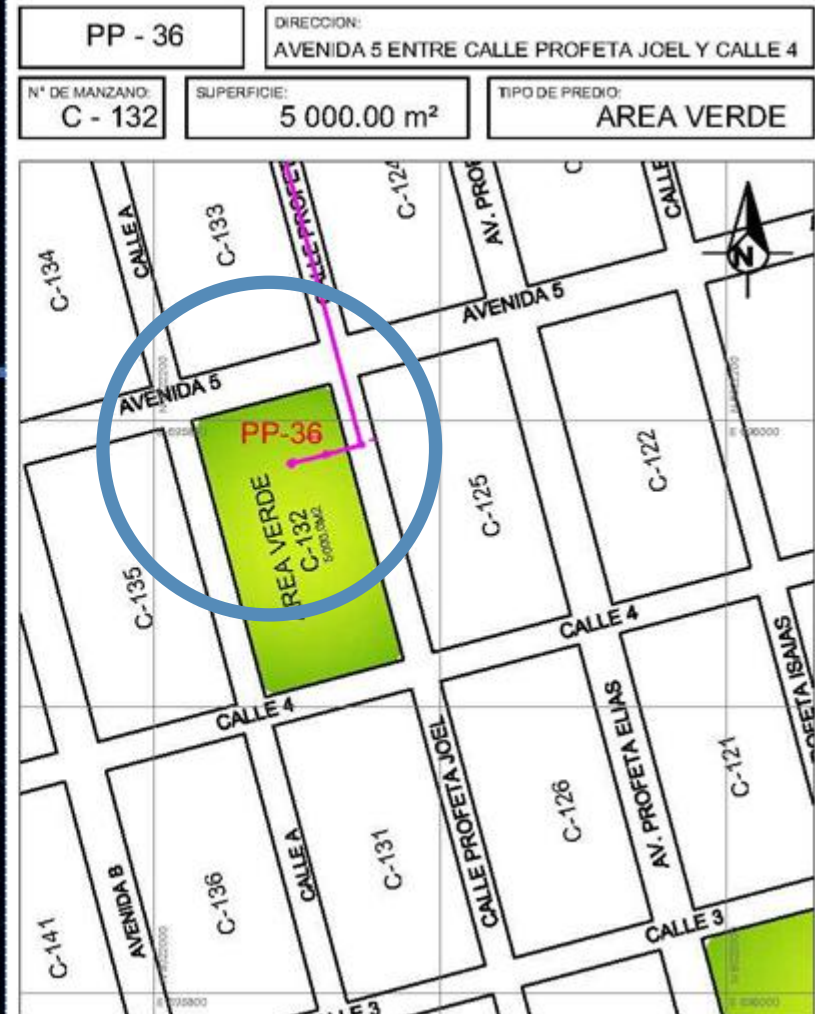 PP - 36
DIRECCION:
AVENIDA 5 ENTRE CALLE PROFETA JOEL Y CALLE 4
N° DE MANZANO:
C - 132
SUPERFICIE:
5 000.00 m²
TIPO DE PREDIO:
AREA VERDE
C-134
CALLE A
C-133
C-124
AV. PROF
CALLE
N
AVENIDA 5
AVENIDA 5
PP-36
AREA VERDE
C-132
C-135
C-125
C-122
CALLE 4
CALLE 4
C-141
AVENIDA B
C-136
CALLE A
C-131
CALLE PROFETA JOEL
C-126
AV. PROFETA ELIAS
C-121
OFETA ISAIAS
CALLE 3
LLE 3